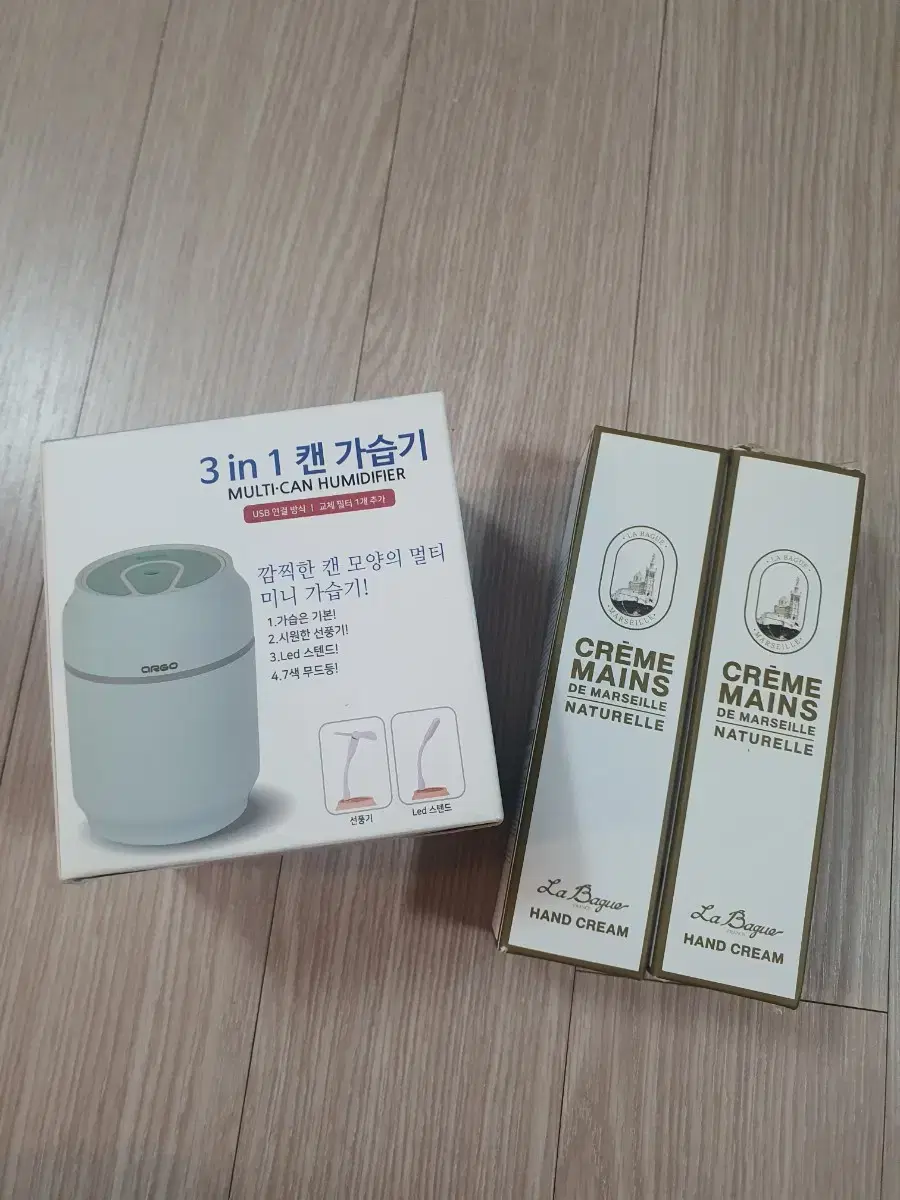 3 in 1 캔 가습기
MULTI·CAN HUMIDIFIER
USB 연결 방식 | 교체 필터 1개 추가
깜찍한 캔 모양의 멀티
미니 가습기!
1.가습은 기본!
2.시원한 선풍기!
3.Led 스텐드!
4.7색 무드등!
ARGO
선풍기
Led 스텐드
· LA BAGUE ·
MARSEILLE
CRÈME
MAINS
DE MARSEILLE
NATURELLE
La Bague
HAND CREAM
· LA BAGUE ·
MARSEILLE
CRÈME
MAINS
DE MARSEILLE
NATURELLE
La Bague
HAND CREAM